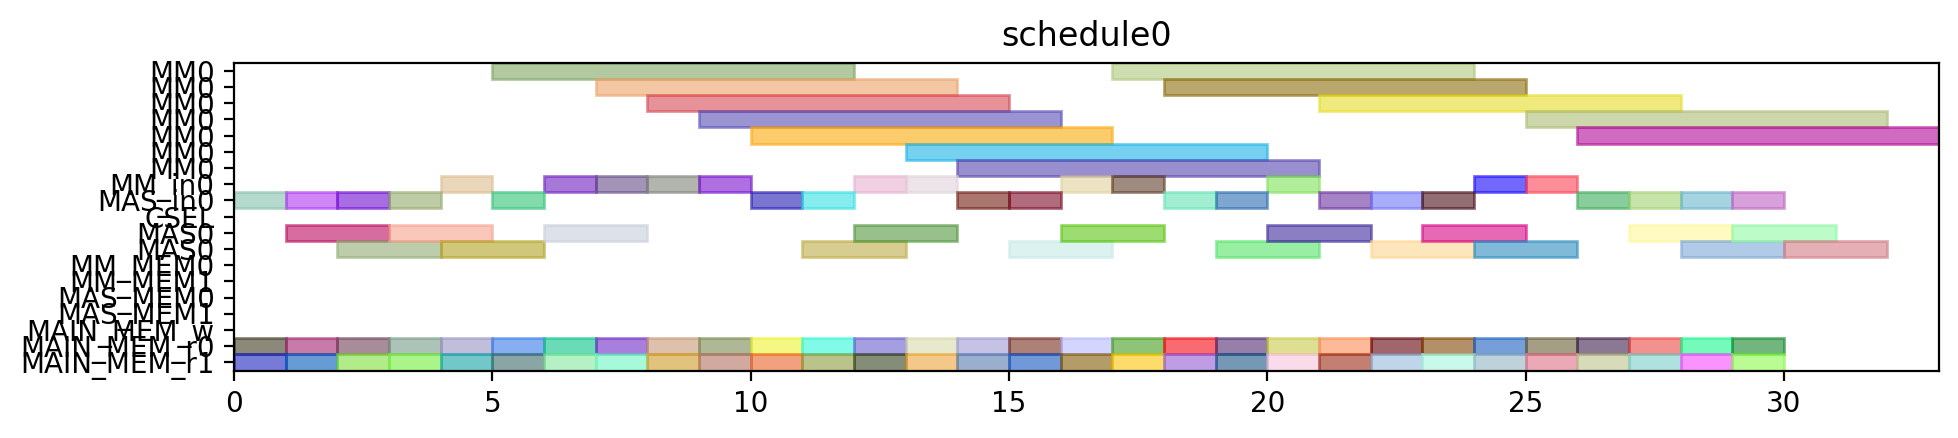 schedule0
MM0
MM0
MM0
MM0
MM0
MM0
MM0
MM_in0
MAS_in0
CSEL
MAS0
MAS0
MM_MEM0
MM_MEM1
MAS_MEM0
MAS_MEM1
MAIN_MEM_w
MAIN_MEM_r0
MAIN_MEM_r1
0 5 10 15 20 25 30